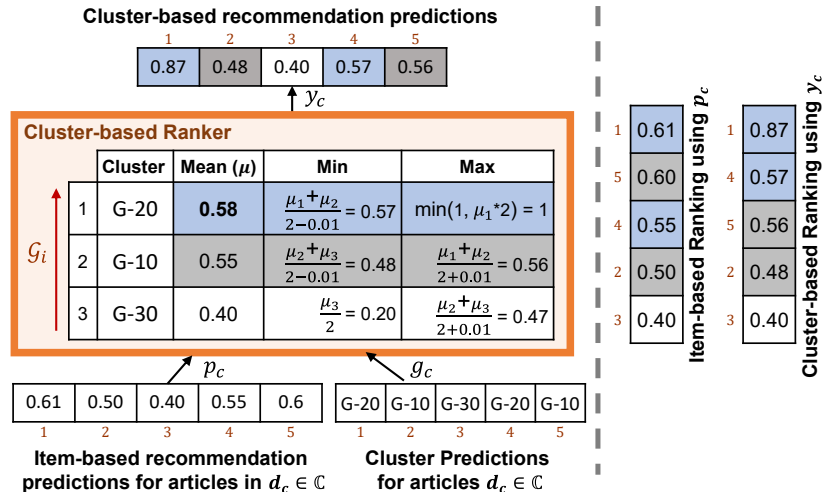 Cluster-based recommendation predictions
1 2 3 4 5
0.87 0.48 0.40 0.57 0.56
y_c
Cluster-based Ranker
Cluster Mean (μ) Min Max
1 G-20 0.58 (μ₁+μ₂)/(2−0.01) = 0.57 min(1, μ₁*2) = 1
2 G-10 0.55 (μ₂+μ₃)/(2−0.01) = 0.48 (μ₁+μ₂)/(2+0.01) = 0.56
3 G-30 0.40 μ₃/2 = 0.20 (μ₂+μ₃)/(2+0.01) = 0.47
𝒢_i
p_c g_c
0.61 0.50 0.40 0.55 0.6
1 2 3 4 5
Item-based recommendation
predictions for articles in d_c ∈ ℂ
G-20 G-10 G-30 G-20 G-10
1 2 3 4 5
Cluster Predictions
for articles d_c ∈ ℂ
1 0.61
5 0.60
4 0.55
2 0.50
3 0.40
Item-based Ranking using p_c
1 0.87
4 0.57
5 0.56
2 0.48
3 0.40
Cluster-based Ranking using y_c